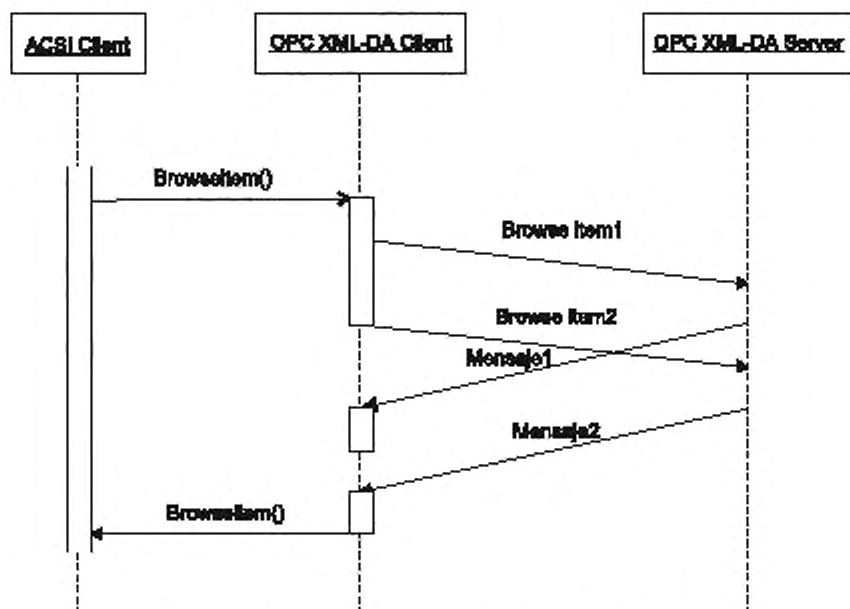 ACSI Client
OPC XML-DA Client
OPC XML-DA Server
BrowseItem()
Browse Item1
Browse Item2
Mensaje1
Mensaje2
BrowseItem()